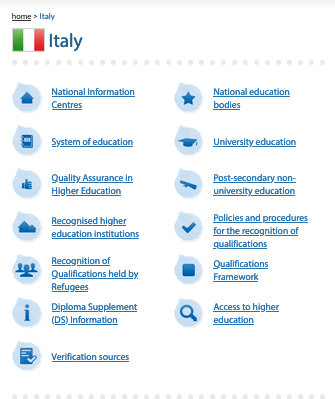 home > Italy
Italy
National Information
Centres
National education
bodies
System of education
University education
Quality Assurance in
Higher Education
Post-secondary non-
university education
Recognised higher
education institutions
Policies and procedures
for the recognition of
qualifications
Recognition of
Qualifications held by
Refugees
Qualifications
Framework
Diploma Supplement
(DS) Information
Access to higher
education
Verification sources